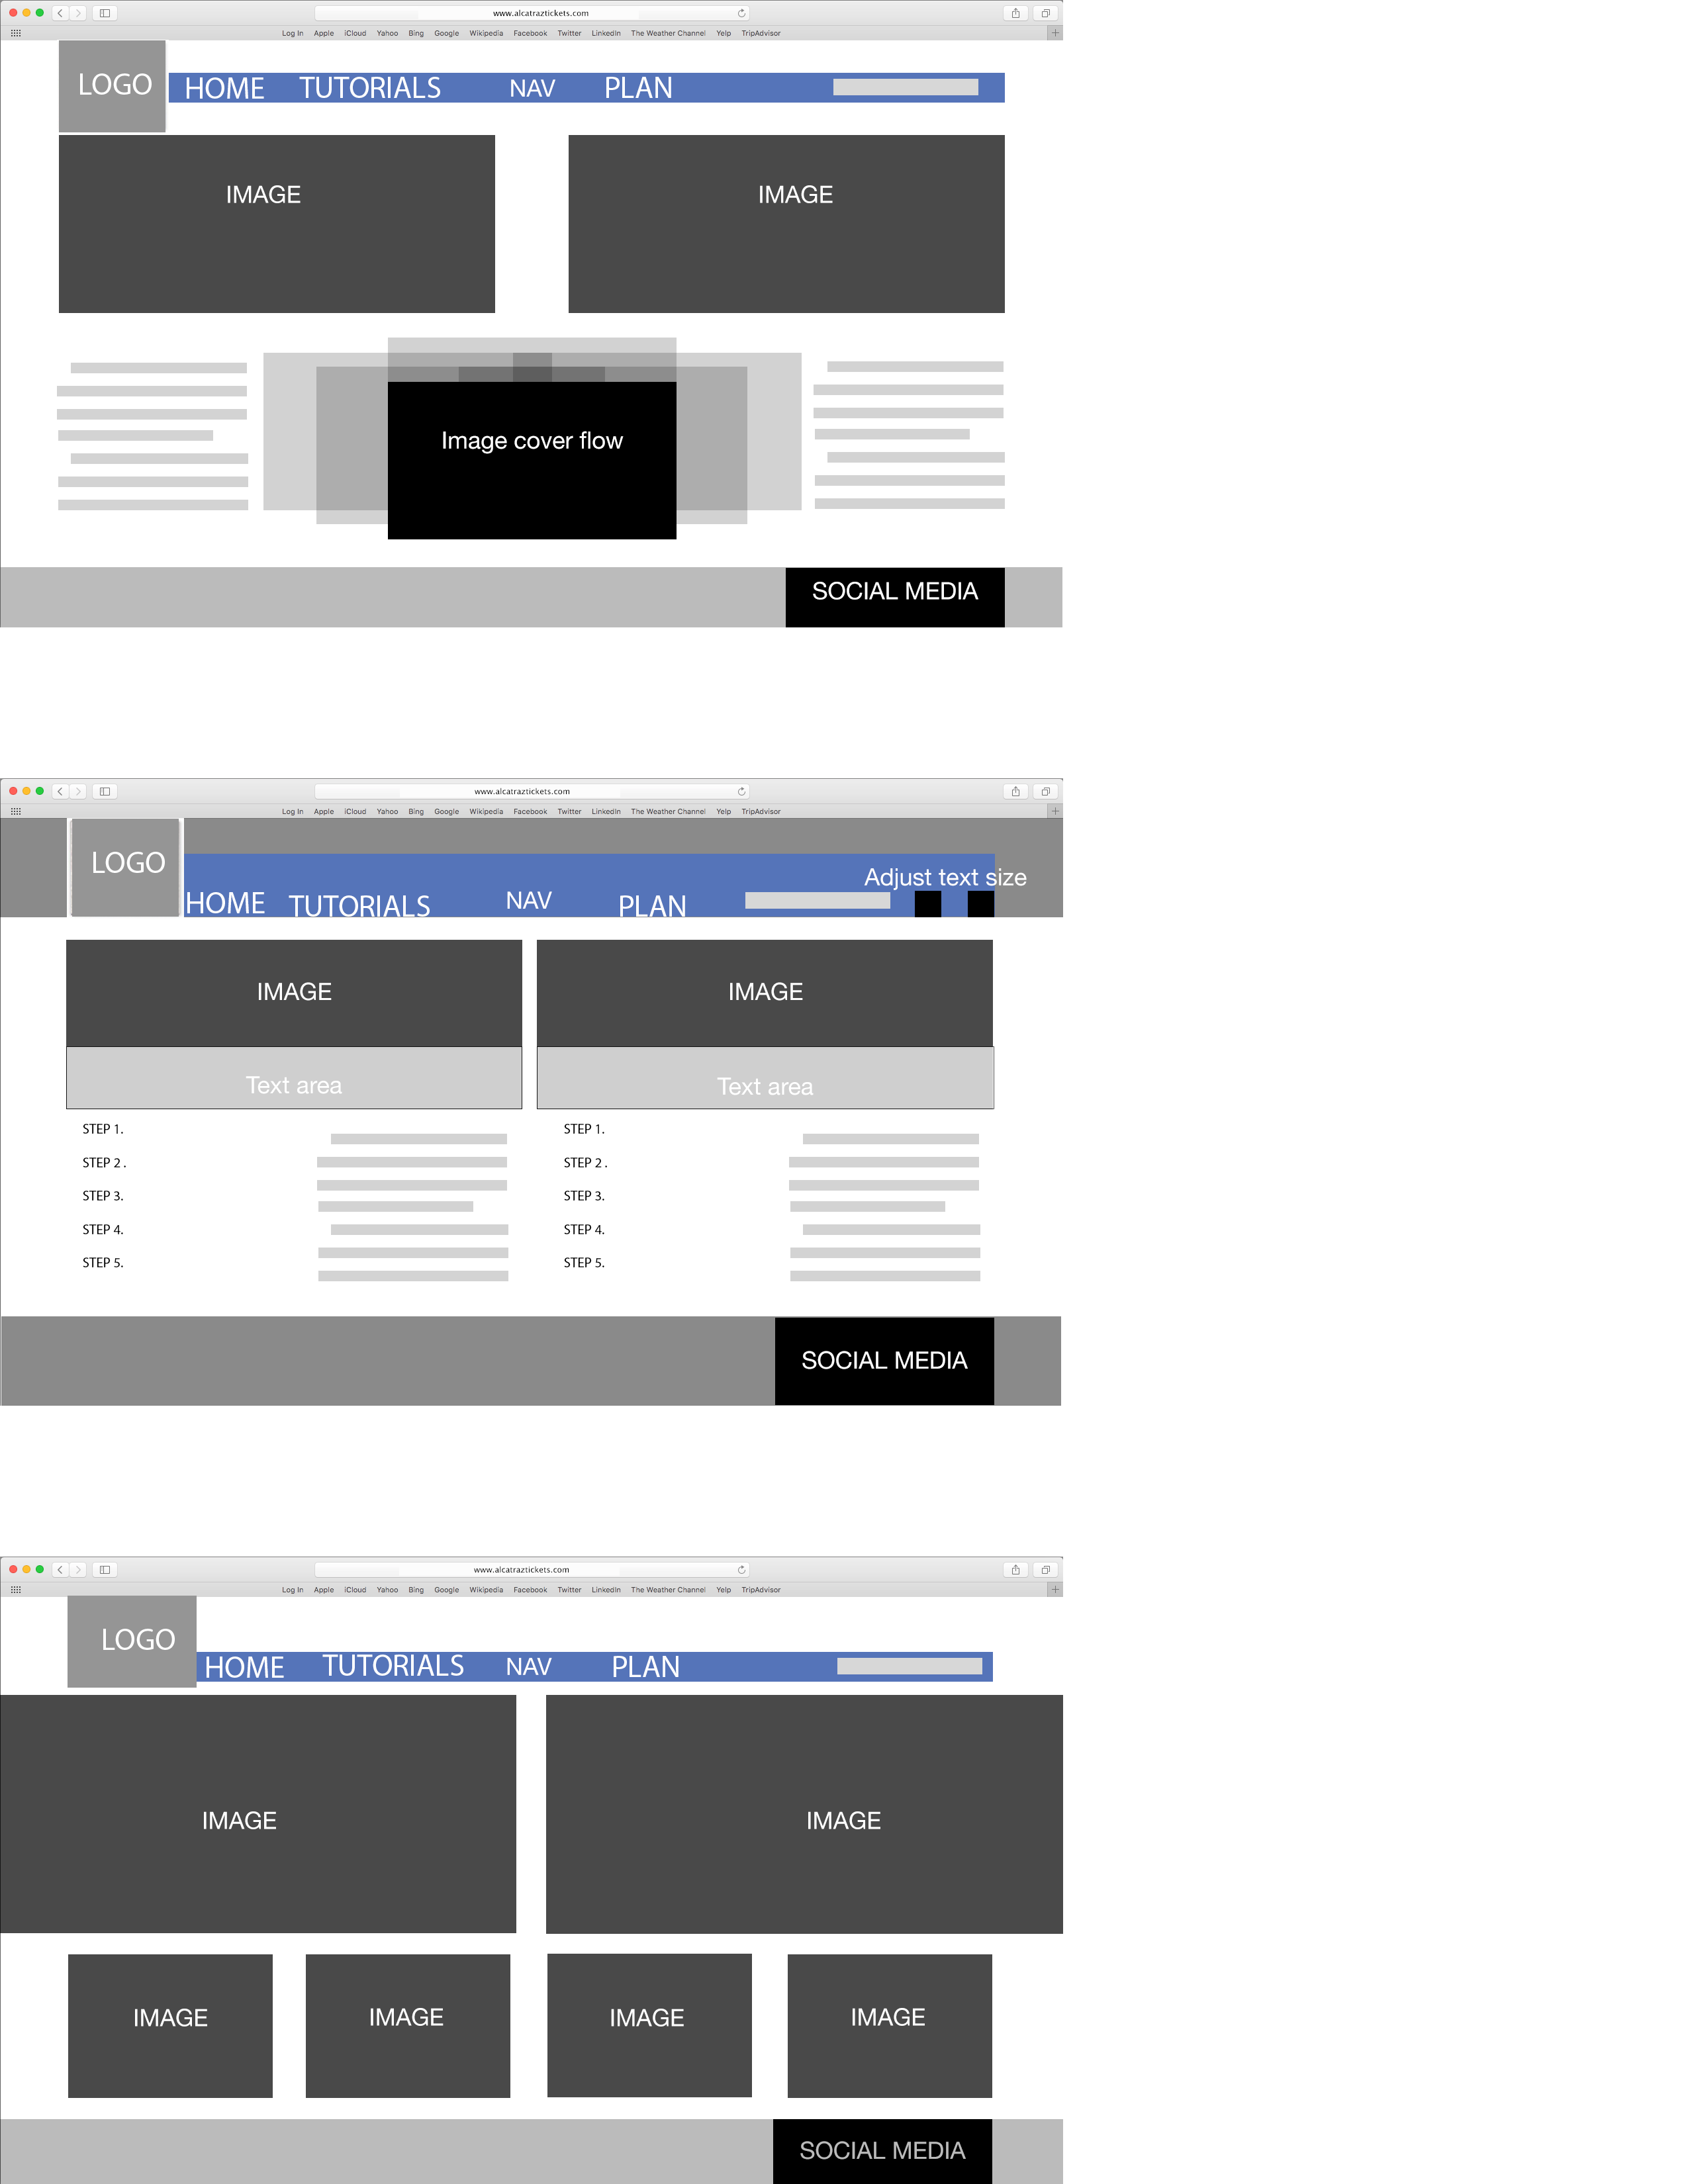 www.alcatraztickets.com
Log In Apple iCloud Yahoo Bing Google Wikipedia Facebook Twitter LinkedIn The Weather Channel Yelp TripAdvisor
LOGO
HOME TUTORIALS NAV PLAN
IMAGE IMAGE
Image cover flow
SOCIAL MEDIA
www.alcatraztickets.com
Log In Apple iCloud Yahoo Bing Google Wikipedia Facebook Twitter LinkedIn The Weather Channel Yelp TripAdvisor
LOGO
Adjust text size
HOME TUTORIALS NAV PLAN
IMAGE IMAGE
Text area Text area
STEP 1. STEP 1.
STEP 2 . STEP 2 .
STEP 3. STEP 3.
STEP 4. STEP 4.
STEP 5. STEP 5.
SOCIAL MEDIA
www.alcatraztickets.com
Log In Apple iCloud Yahoo Bing Google Wikipedia Facebook Twitter LinkedIn The Weather Channel Yelp TripAdvisor
LOGO
HOME TUTORIALS NAV PLAN
IMAGE IMAGE
IMAGE IMAGE IMAGE IMAGE
SOCIAL MEDIA